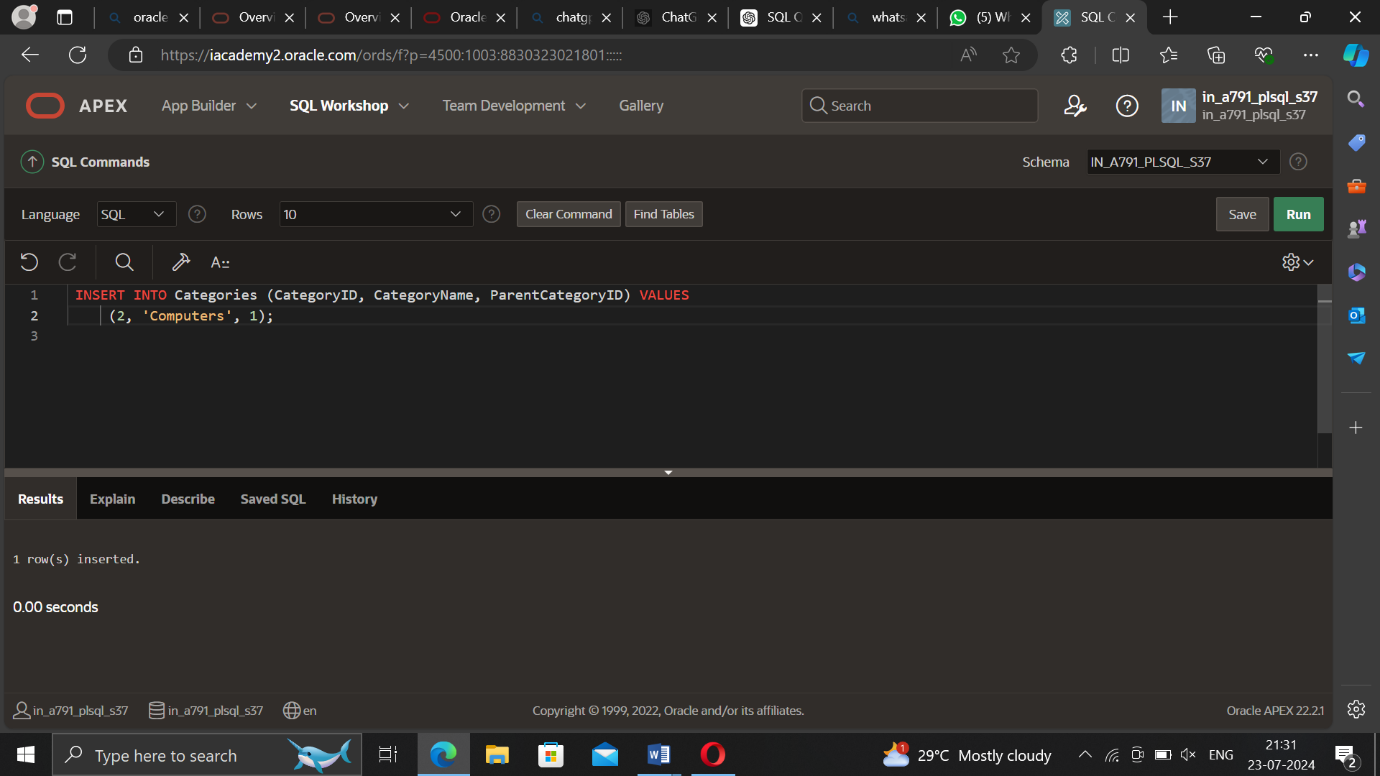 oracle
Overvi
Overvi
Oracle
chatg
ChatG
SQL
whats
(5) W
SQL C
https://iacademy2.oracle.com/ords/f?p=4500:1003:8830323021801:::::
APEX
App Builder
SQL Workshop
Team Development
Gallery
Search
IN
in_a791_plsql_s37
in_a791_plsql_s37
SQL Commands
Schema
IN_A791_PLSQL_S37
Language
SQL
Rows
10
Clear Command
Find Tables
Save
Run
1 INSERT INTO Categories (CategoryID, CategoryName, ParentCategoryID) VALUES
2 (2, 'Computers', 1);
3
Results
Explain
Describe
Saved SQL
History
1 row(s) inserted.
0.00 seconds
in_a791_plsql_s37
in_a791_plsql_s37
en
Copyright © 1999, 2022, Oracle and/or its affiliates.
Oracle APEX 22.2.1
Type here to search
1
29°C Mostly cloudy
ENG
21:31
23-07-2024
2